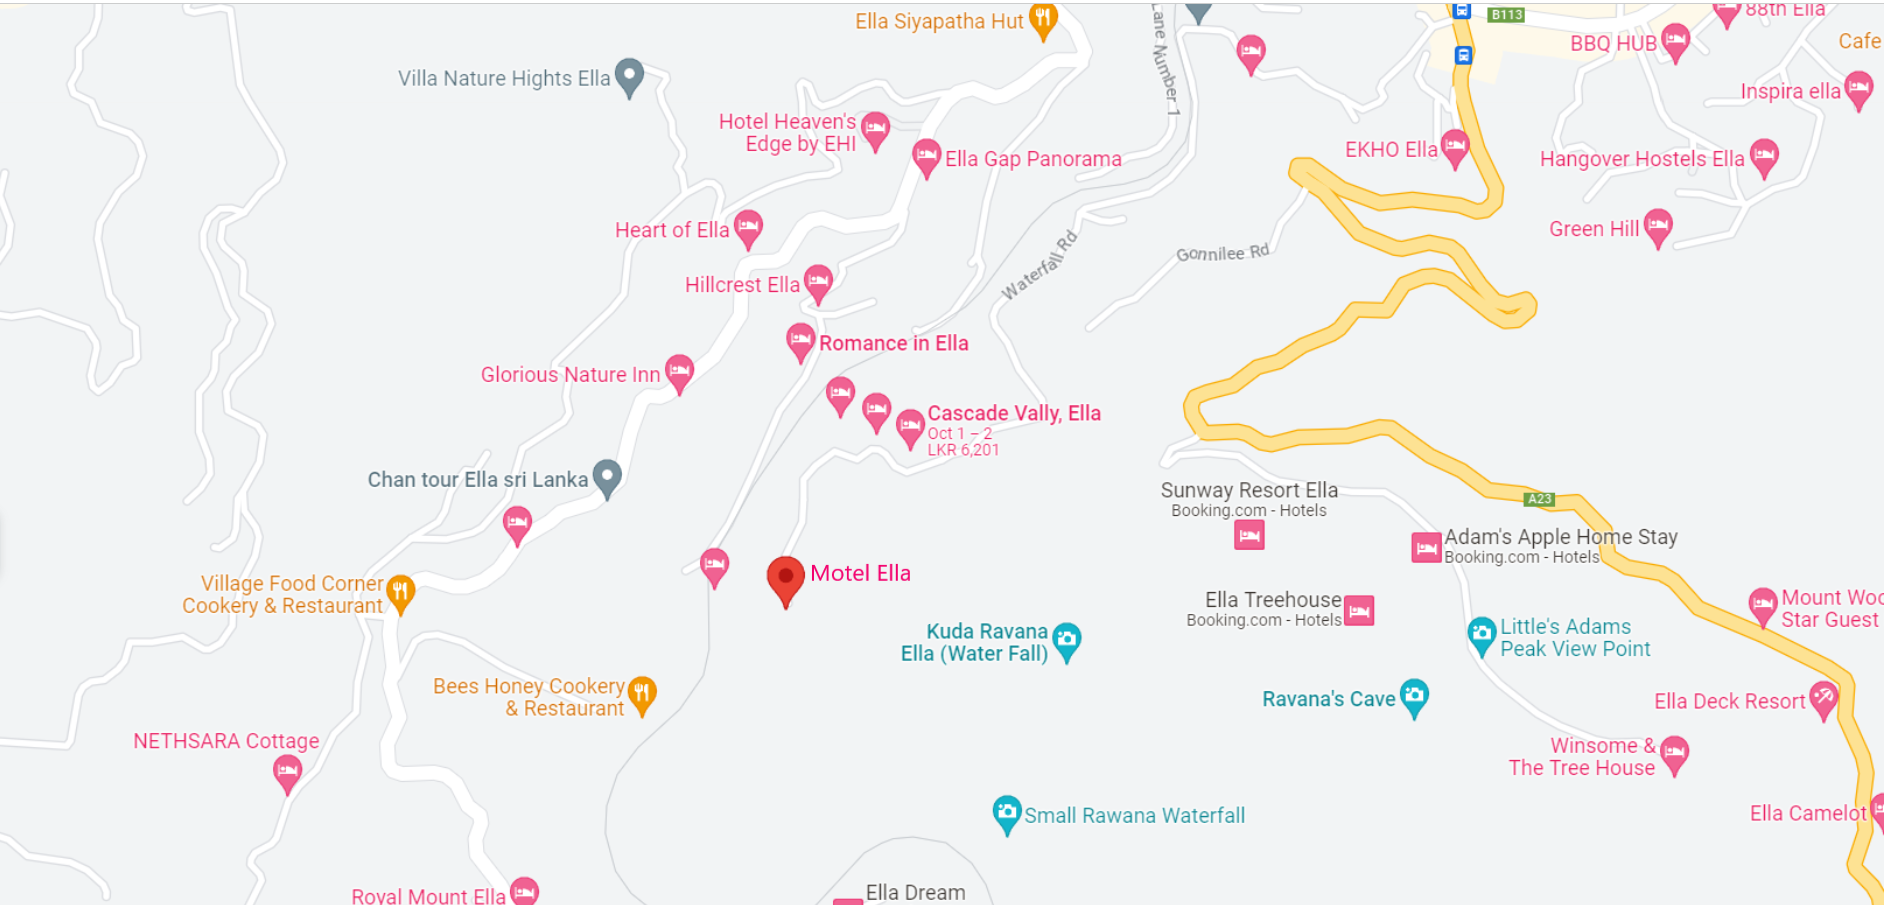 Ella Siyapatha Hut
B113
88th Ella
BBQ HUB
Cafe
Villa Nature Hights Ella
Lane Number 1
Inspira ella
Hotel Heaven's
Edge by EHI
Ella Gap Panorama
EKHO Ella
Hangover Hostels Ella
Heart of Ella
Green Hill
Waterfall Rd
Gonnilee Rd
Hillcrest Ella
Romance in Ella
Glorious Nature Inn
Cascade Vally, Ella
Oct 1 – 2
LKR 6,201
Chan tour Ella sri Lanka
Sunway Resort Ella
Booking.com - Hotels
A23
Adam's Apple Home Stay
Booking.com - Hotels
Motel Ella
Village Food Corner
Cookery & Restaurant
Ella Treehouse
Booking.com - Hotels
Mount Woo
Star Guest
Kuda Ravana
Ella (Water Fall)
Little's Adams
Peak View Point
Bees Honey Cookery
& Restaurant
Ravana's Cave
Ella Deck Resort
NETHSARA Cottage
Winsome &
The Tree House
Small Rawana Waterfall
Ella Camelot
Royal Mount Ella
Ella Dream